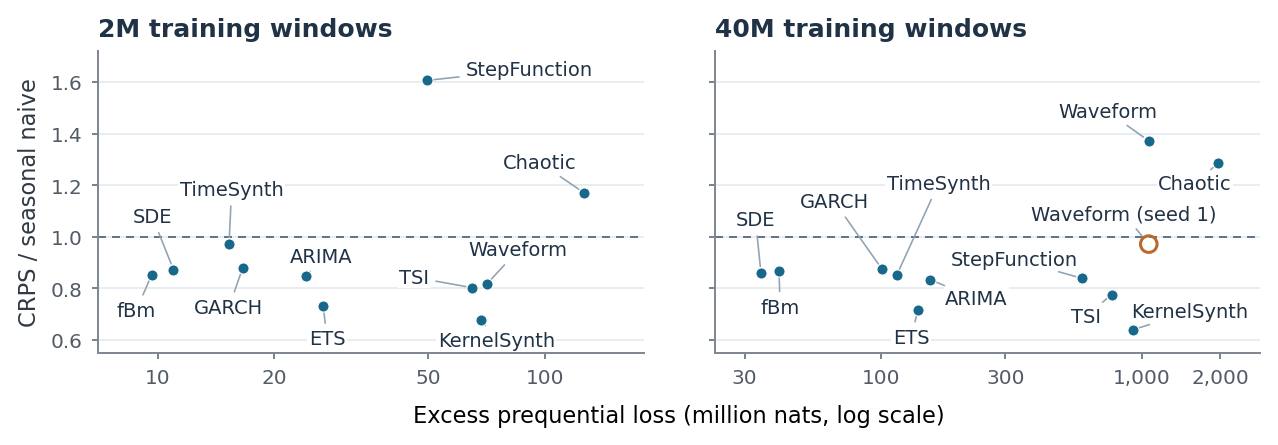 2M training windows
CRPS / seasonal naive
1.6
1.4
1.2
1.0
0.8
0.6
StepFunction
Chaotic
TimeSynth
SDE
Waveform
ARIMA
TSI
fBm
GARCH
ETS
KernelSynth
10
20
50
100
40M training windows
Waveform
Chaotic
TimeSynth
GARCH
SDE
Waveform (seed 1)
StepFunction
fBm
ARIMA
TSI
KernelSynth
ETS
30
100
300
1,000
2,000
Excess prequential loss (million nats, log scale)